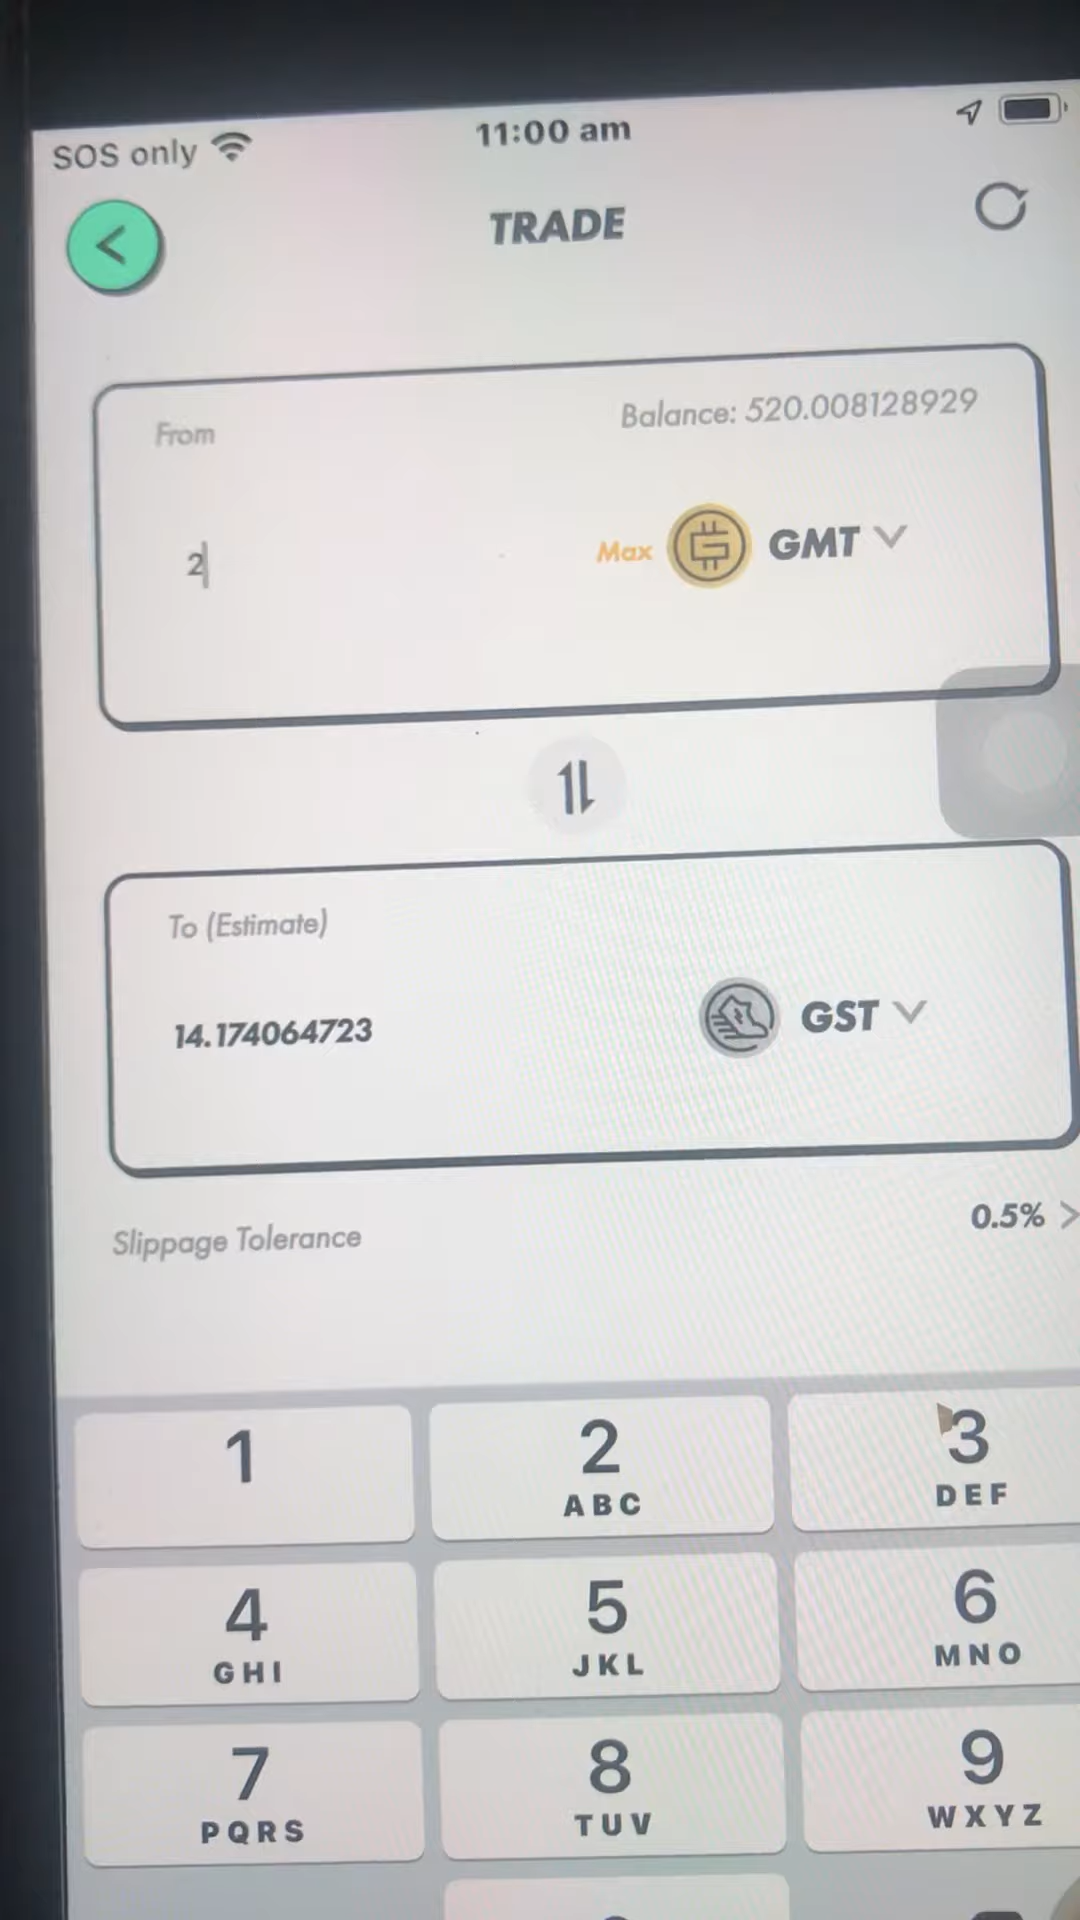 SOS only
11:00 am
TRADE
From
Balance: 520.008128929
2
Max
GMT
To (Estimate)
14.174064723
GST
Slippage Tolerance
0.5%
1
2
ABC
3
DEF
4
GHI
5
JKL
6
MNO
7
PQRS
8
TUV
9
WXYZ